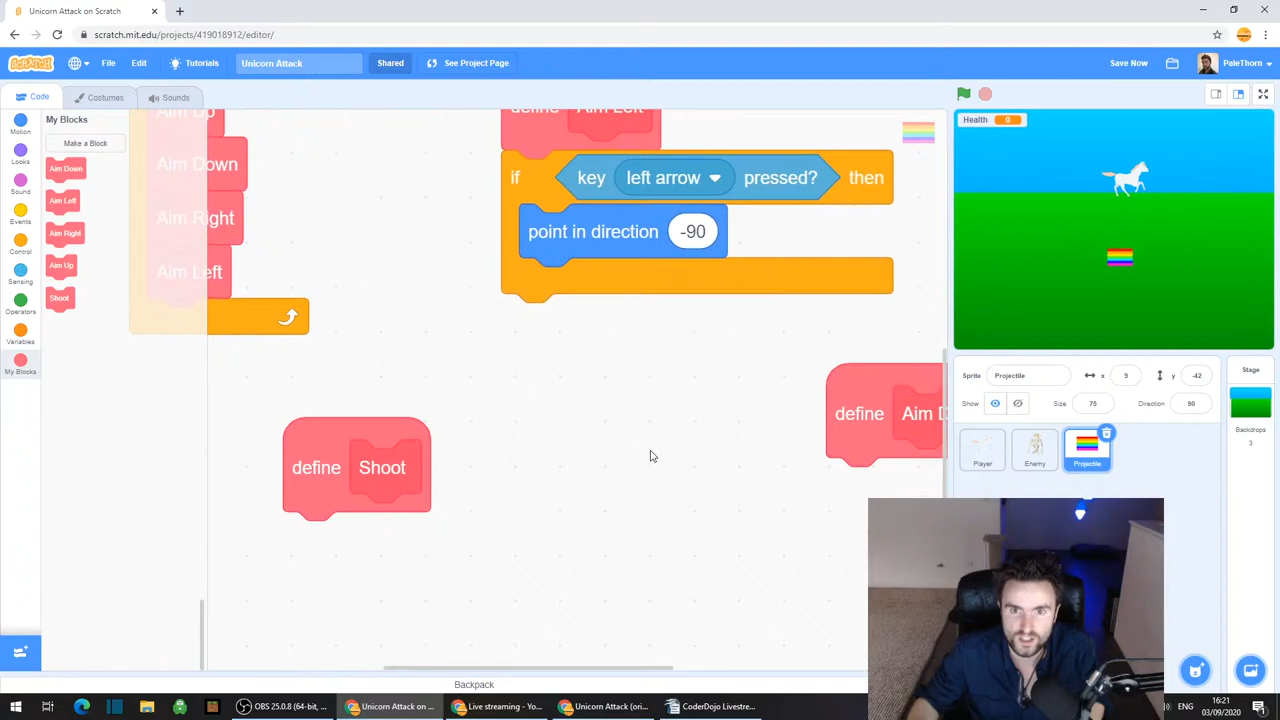 Unicorn Attack on Scratch
scratch.mit.edu/projects/419018912/editor/
SCRATCH
File
Edit
Tutorials
Unicorn Attack
Shared
See Project Page
Save Now
PaleThorn
Code
Costumes
Sounds
Motion
Looks
Sound
Events
Control
Sensing
Operators
Variables
My Blocks
My Blocks
Make a Block
Aim Down
Aim Left
Aim Right
Aim Up
Shoot
Aim Up
Aim Down
Aim Right
Aim Left
define Aim Left
if key left arrow pressed? then
point in direction -90
define Shoot
define Aim D
Health 0
Sprite Projectile x 9 y -42
Show Size 75 Direction 90
Player
Enemy
Projectile
Stage
Backdrops
3
Backpack
OBS 25.0.8 (64-bit, ...
Unicorn Attack on ...
Live streaming - Yo...
Unicorn Attack (ori...
CoderDojo Livestre...
ENG
16:21
03/09/2020
1